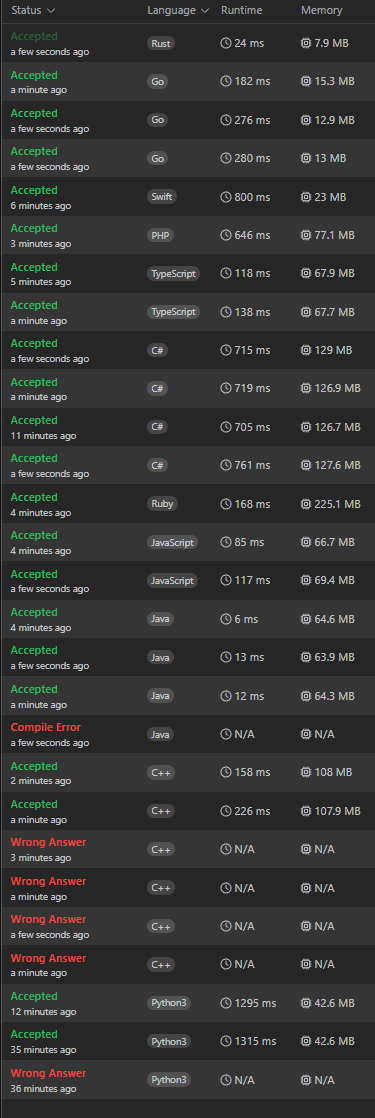 Status Language Runtime Memory
Accepted
a few seconds ago
Rust 24 ms 7.9 MB
Accepted
a minute ago
Go 182 ms 15.3 MB
Accepted
a few seconds ago
Go 276 ms 12.9 MB
Accepted
a few seconds ago
Go 280 ms 13 MB
Accepted
6 minutes ago
Swift 800 ms 23 MB
Accepted
3 minutes ago
PHP 646 ms 77.1 MB
Accepted
5 minutes ago
TypeScript 118 ms 67.9 MB
Accepted
a minute ago
TypeScript 138 ms 67.7 MB
Accepted
a few seconds ago
C# 715 ms 129 MB
Accepted
a minute ago
C# 719 ms 126.9 MB
Accepted
11 minutes ago
C# 705 ms 126.7 MB
Accepted
a few seconds ago
C# 761 ms 127.6 MB
Accepted
4 minutes ago
Ruby 168 ms 225.1 MB
Accepted
4 minutes ago
JavaScript 85 ms 66.7 MB
Accepted
a few seconds ago
JavaScript 117 ms 69.4 MB
Accepted
4 minutes ago
Java 6 ms 64.6 MB
Accepted
a few seconds ago
Java 13 ms 63.9 MB
Accepted
a minute ago
Java 12 ms 64.3 MB
Compile Error
a few seconds ago
Java N/A N/A
Accepted
2 minutes ago
C++ 158 ms 108 MB
Accepted
a minute ago
C++ 226 ms 107.9 MB
Wrong Answer
3 minutes ago
C++ N/A N/A
Wrong Answer
a minute ago
C++ N/A N/A
Wrong Answer
a few seconds ago
C++ N/A N/A
Wrong Answer
a minute ago
C++ N/A N/A
Accepted
12 minutes ago
Python3 1295 ms 42.6 MB
Accepted
35 minutes ago
Python3 1315 ms 42.6 MB
Wrong Answer
36 minutes ago
Python3 N/A N/A